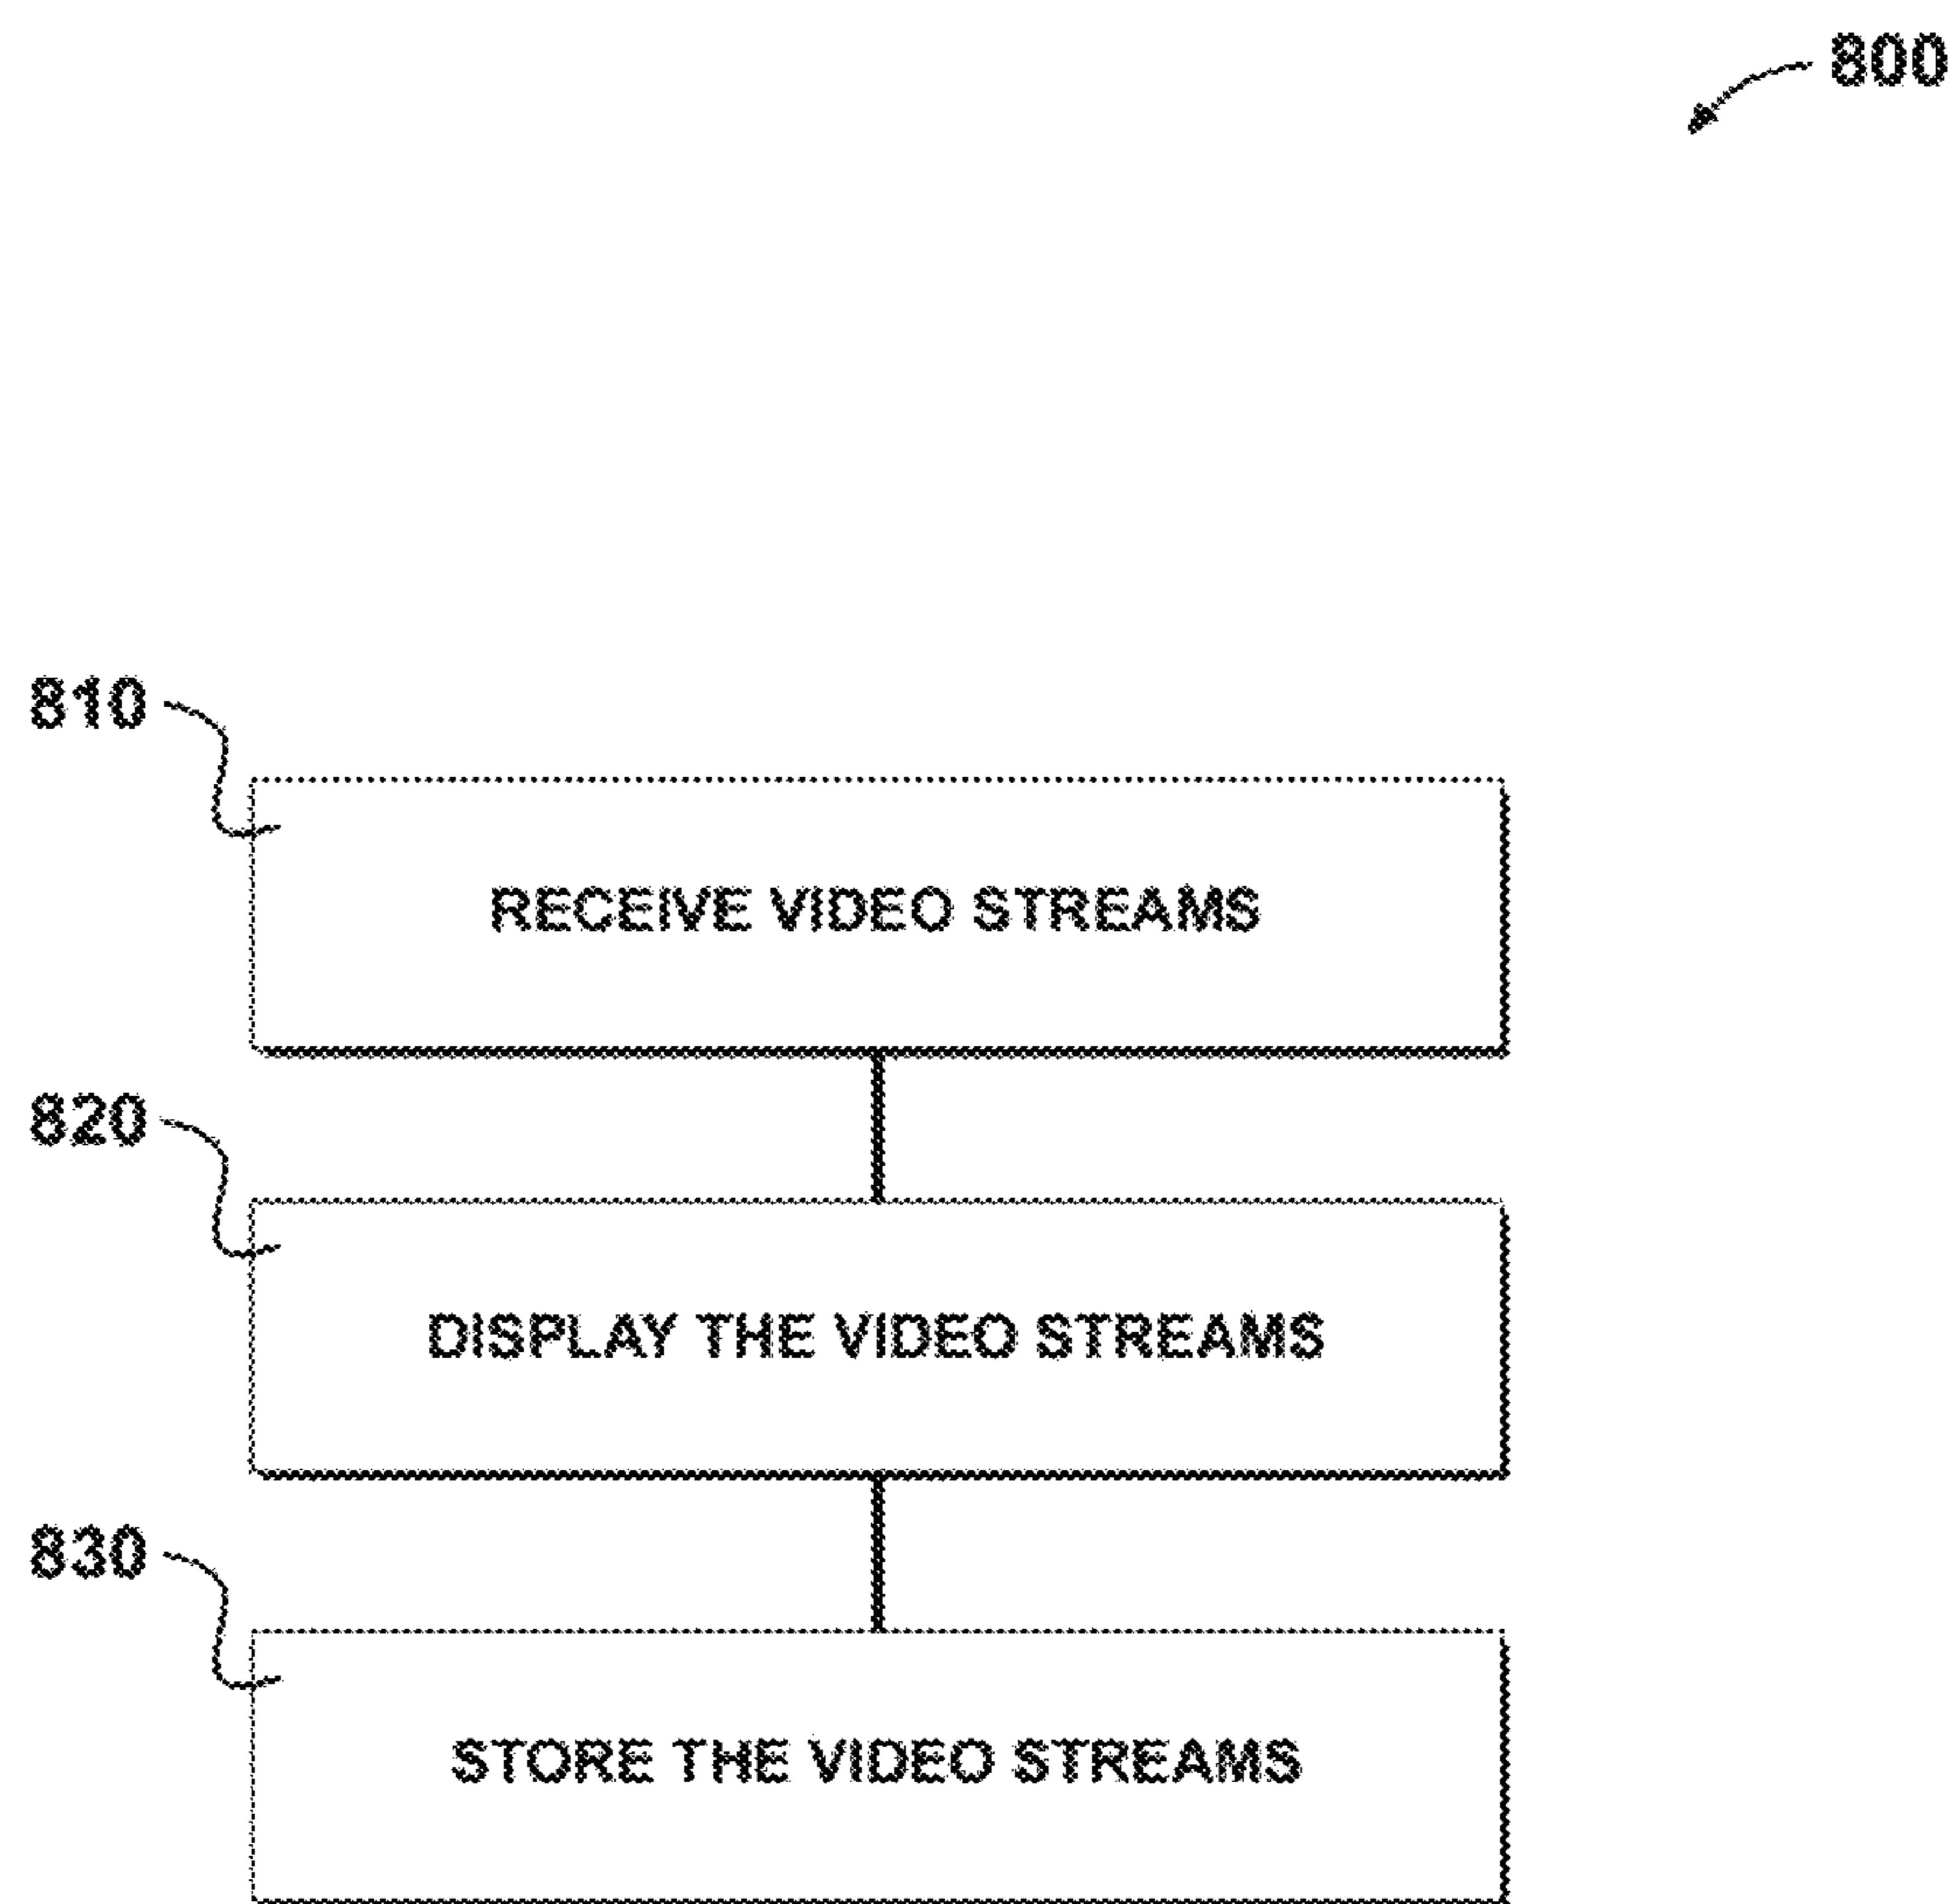 800
810
RECEIVE VIDEO STREAMS
820
DISPLAY THE VIDEO STREAMS
830
STORE THE VIDEO STREAMS